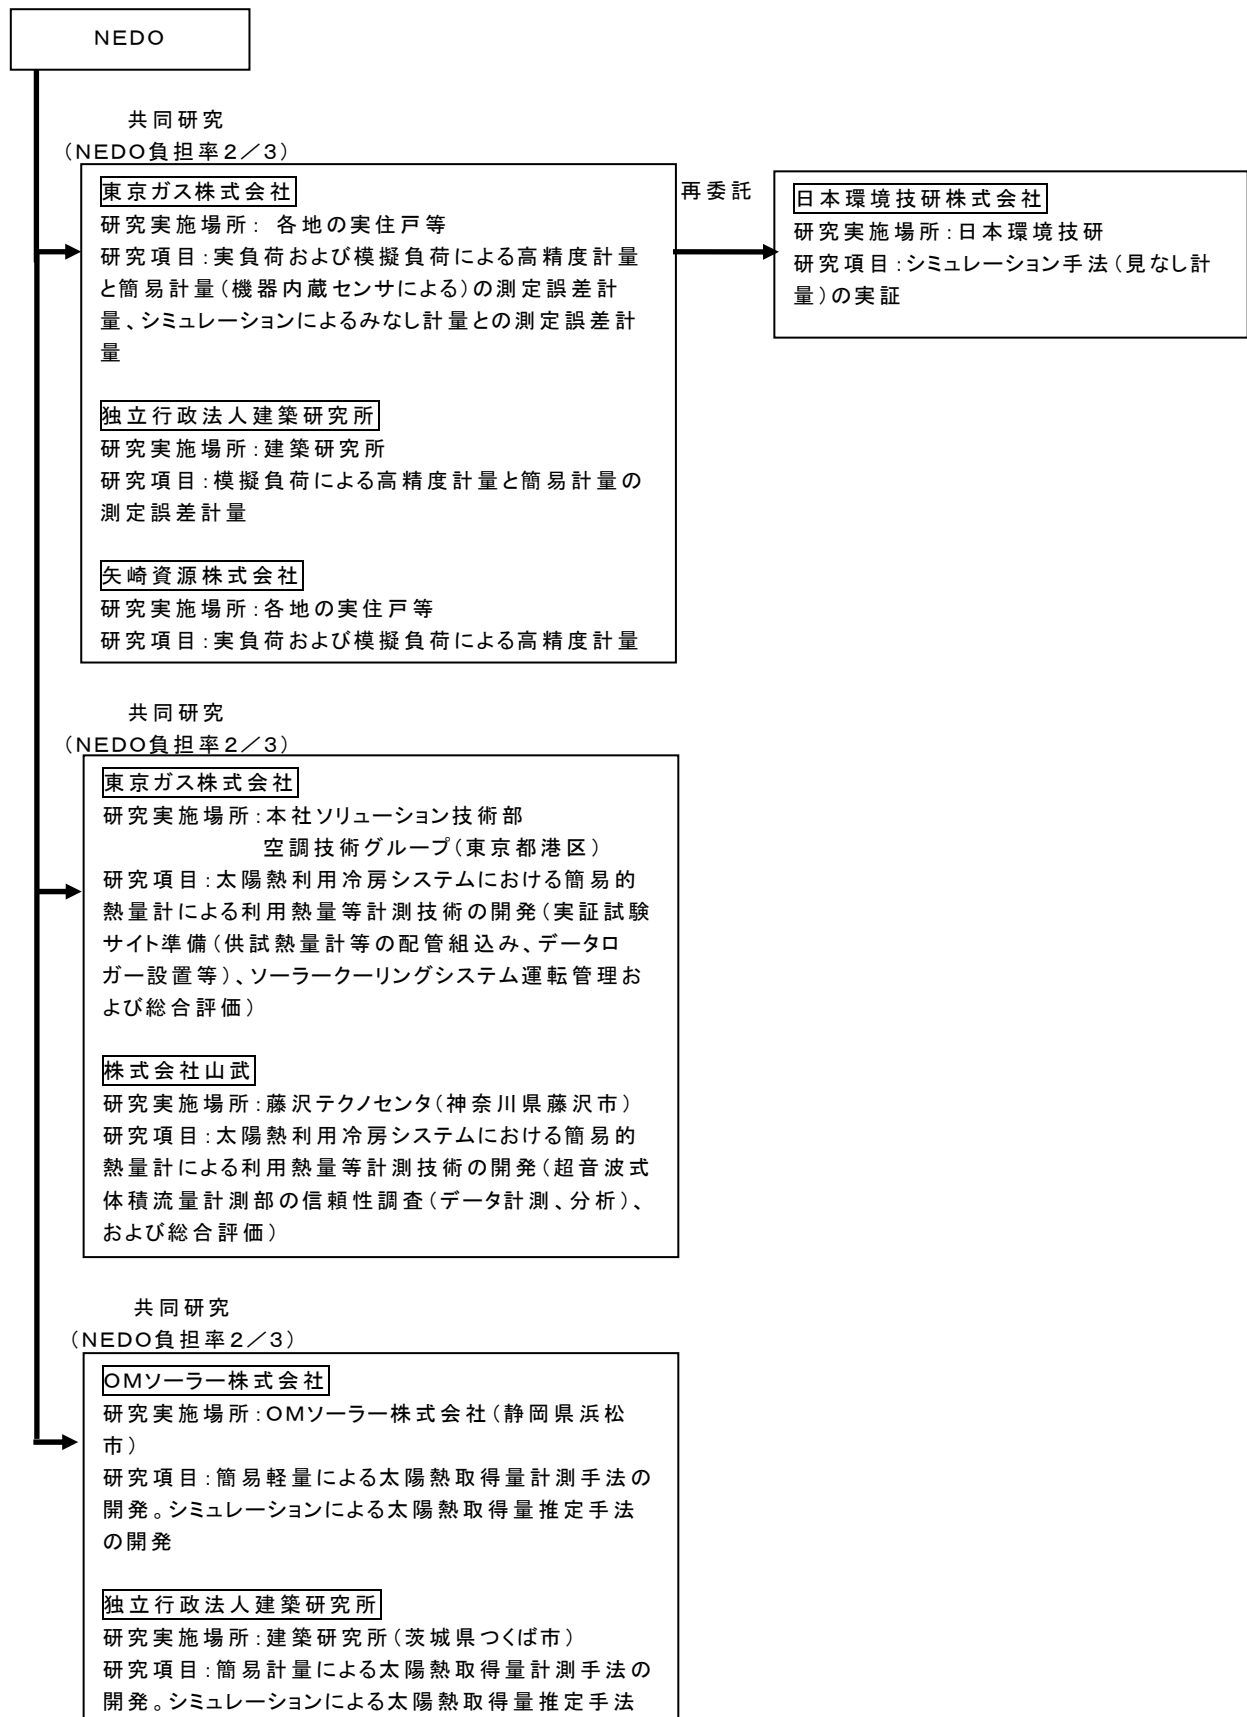 NEDO
共同研究
（NEDO負担率2／3）
東京ガス株式会社
研究実施場所： 各地の実住戸等
研究項目：実負荷および模擬負荷による高精度計量
と簡易計量（機器内蔵センサによる）の測定誤差計
量、シミュレーションによるみなし計量との測定誤差計
量
独立行政法人建築研究所
研究実施場所：建築研究所
研究項目：模擬負荷による高精度計量と簡易計量の
測定誤差計量
矢崎資源株式会社
研究実施場所：各地の実住戸等
研究項目：実負荷および模擬負荷による高精度計量
再委託
日本環境技研株式会社
研究実施場所：日本環境技研
研究項目：シミュレーション手法（見なし計
量）の実証
共同研究
（NEDO負担率2／3）
東京ガス株式会社
研究実施場所：本社ソリューション技術部
空調技術グループ（東京都港区）
研究項目：太陽熱利用冷房システムにおける簡易的
熱量計による利用熱量等計測技術の開発（実証試験
サイト準備（供試熱量計等の配管組込み、データロ
ガー設置等）、ソーラークーリングシステム運転管理お
よび総合評価）
株式会社山武
研究実施場所：藤沢テクノセンタ（神奈川県藤沢市）
研究項目：太陽熱利用冷房システムにおける簡易的
熱量計による利用熱量等計測技術の開発（超音波式
体積流量計測部の信頼性調査（データ計測、分析）、
および総合評価）
共同研究
（NEDO負担率2／3）
OMソーラー株式会社
研究実施場所：OMソーラー株式会社（静岡県浜松
市）
研究項目：簡易軽量による太陽熱取得量計測手法の
開発。シミュレーションによる太陽熱取得量推定手法
の開発
独立行政法人建築研究所
研究実施場所：建築研究所（茨城県つくば市）
研究項目：簡易計量による太陽熱取得量計測手法の
開発。シミュレーションによる太陽熱取得量推定手法